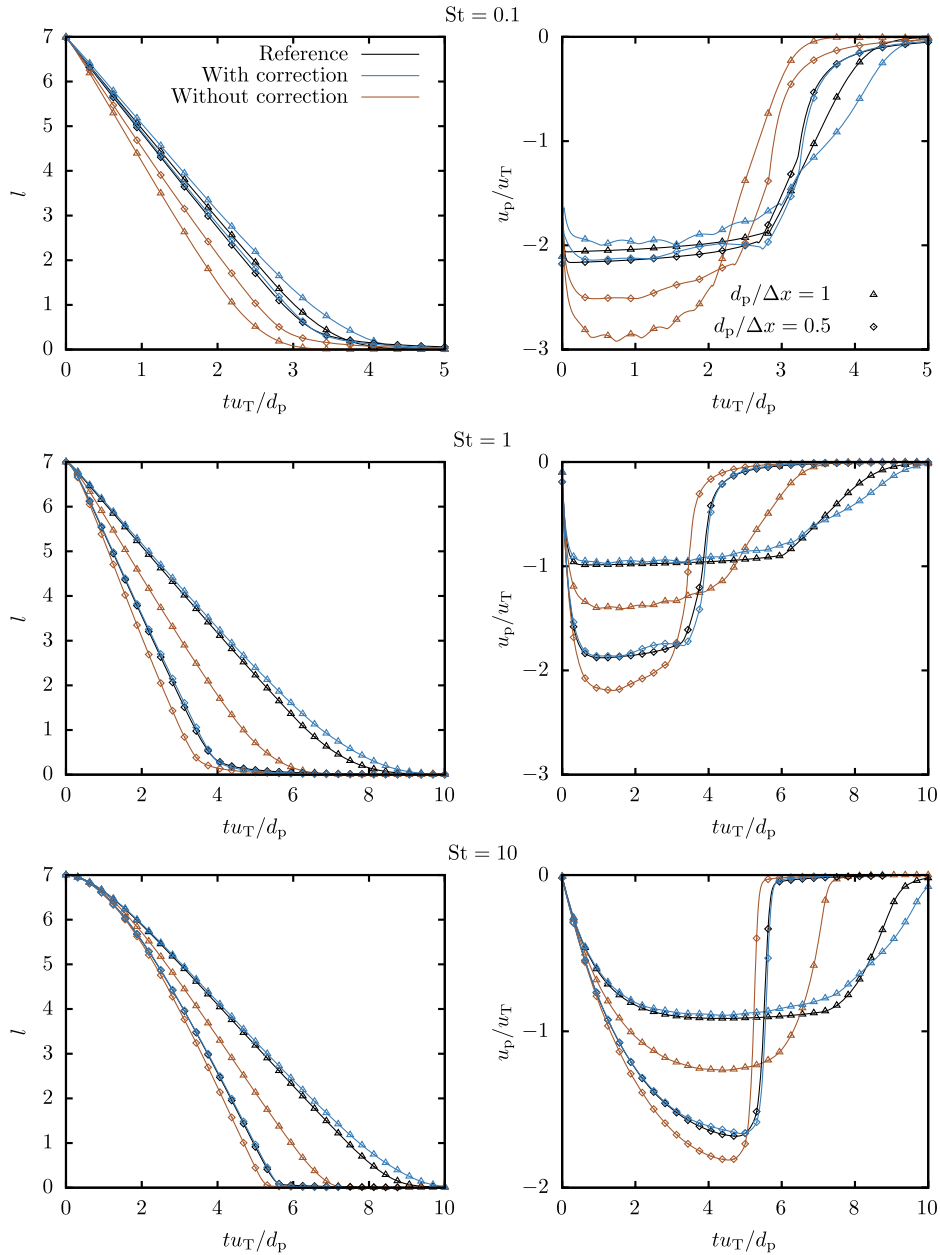 St = 0.1
7
6
5
4
3
2
1
0
l
Reference
With correction
Without correction
0 1 2 3 4 5
tu_T/d_p
0
−1
−2
−3
u_p/u_T
d_p/Δx = 1
d_p/Δx = 0.5
0 1 2 3 4 5
tu_T/d_p
St = 1
7
6
5
4
3
2
1
0
l
0 2 4 6 8 10
tu_T/d_p
0
−1
−2
−3
u_p/u_T
0 2 4 6 8 10
tu_T/d_p
St = 10
7
6
5
4
3
2
1
0
l
0 2 4 6 8 10
tu_T/d_p
0
−1
−2
u_p/u_T
0 2 4 6 8 10
tu_T/d_p